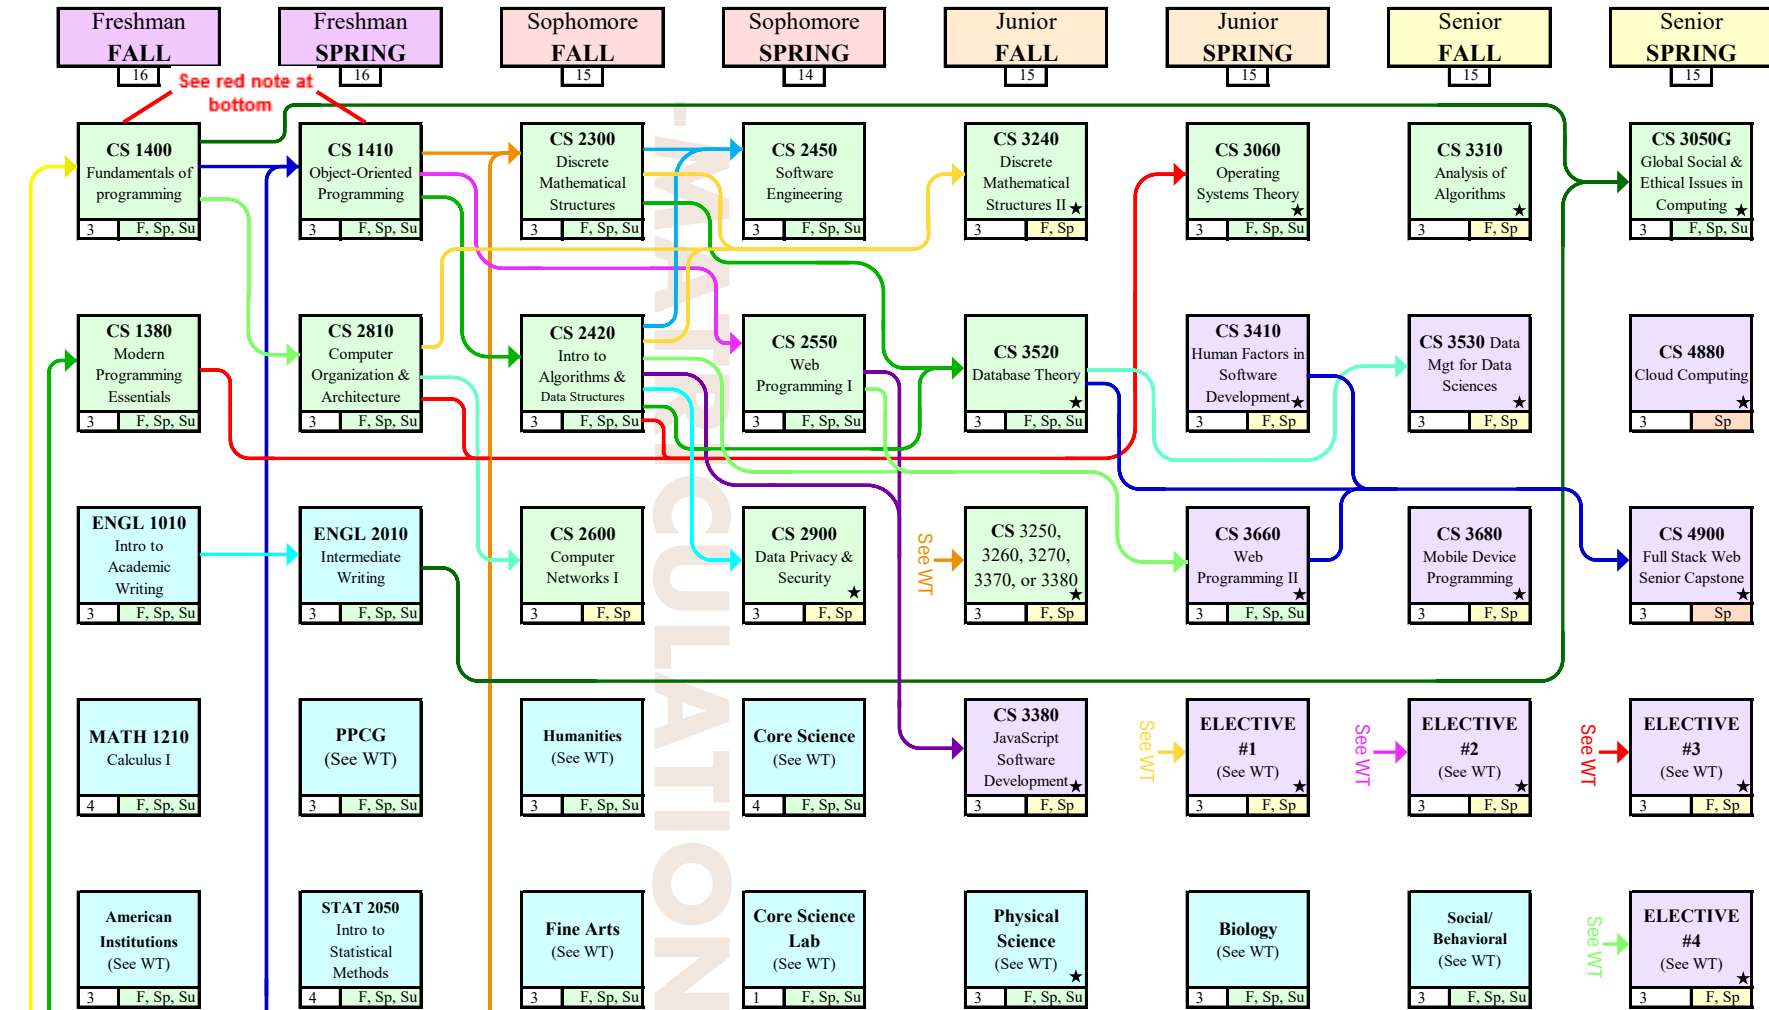 Freshman
FALL
16
Freshman
SPRING
16
Sophomore
FALL
15
Sophomore
SPRING
14
Junior
FALL
15
Junior
SPRING
15
Senior
FALL
15
Senior
SPRING
15
See red note at
bottom
CS 1400
Fundamentals of
programming
3 F, Sp, Su
CS 1410
Object-Oriented
Programming
3 F, Sp, Su
CS 2300
Discrete
Mathematical
Structures
3 F, Sp, Su
CS 2450
Software
Engineering
3 F, Sp, Su
CS 3240
Discrete
Mathematical
Structures II ★
3 F, Sp
CS 3060
Operating
Systems Theory ★
3 F, Sp, Su
CS 3310
Analysis of
Algorithms
★
3 F, Sp
CS 3050G
Global Social &
Ethical Issues in
Computing ★
3 F, Sp, Su
CS 1380
Modern
Programming
Essentials
3 F, Sp, Su
CS 2810
Computer
Organization &
Architecture
3 F, Sp, Su
CS 2420
Intro to
Algorithms &
Data Structures
3 F, Sp, Su
CS 2550
Web
Programming I
3 F, Sp, Su
CS 3520
Database Theory
★
3 F, Sp, Su
CS 3410
Human Factors in
Software
Development ★
3 F, Sp
CS 3530 Data
Mgt for Data
Sciences
★
3 F, Sp
CS 4880
Cloud Computing
★
3 Sp
ENGL 1010
Intro to
Academic
Writing
3 F, Sp, Su
ENGL 2010
Intermediate
Writing
3 F, Sp, Su
CS 2600
Computer
Networks I
3 F, Sp
CS 2900
Data Privacy &
Security
★
3 F, Sp
See WT
CS 3250,
3260, 3270,
3370, or 3380
★
3 F, Sp
CS 3660
Web
Programming II
★
3 F, Sp, Su
CS 3680
Mobile Device
Programming
★
3 F, Sp
CS 4900
Full Stack Web
Senior Capstone
★
3 Sp
MATH 1210
Calculus I
4 F, Sp, Su
PPCG
(See WT)
3 F, Sp, Su
Humanities
(See WT)
3 F, Sp, Su
Core Science
(See WT)
4 F, Sp, Su
CS 3380
JavaScript
Software
Development ★
3 F, Sp
See WT
ELECTIVE
#1
(See WT)
★
3 F, Sp
See WT
ELECTIVE
#2
(See WT)
★
3 F, Sp
See WT
ELECTIVE
#3
(See WT)
★
3 F, Sp
American
Institutions
(See WT)
3 F, Sp, Su
STAT 2050
Intro to
Statistical
Methods
4 F, Sp, Su
Fine Arts
(See WT)
3 F, Sp, Su
Core Science
Lab
(See WT)
1 F, Sp, Su
Physical
Science
(See WT)
★
3 F, Sp, Su
Biology
(See WT)
3 F, Sp, Su
Social/
Behavioral
(See WT)
3 F, Sp, Su
See WT
ELECTIVE
#4
(See WT)
★
3 F, Sp
-MATRICULATION